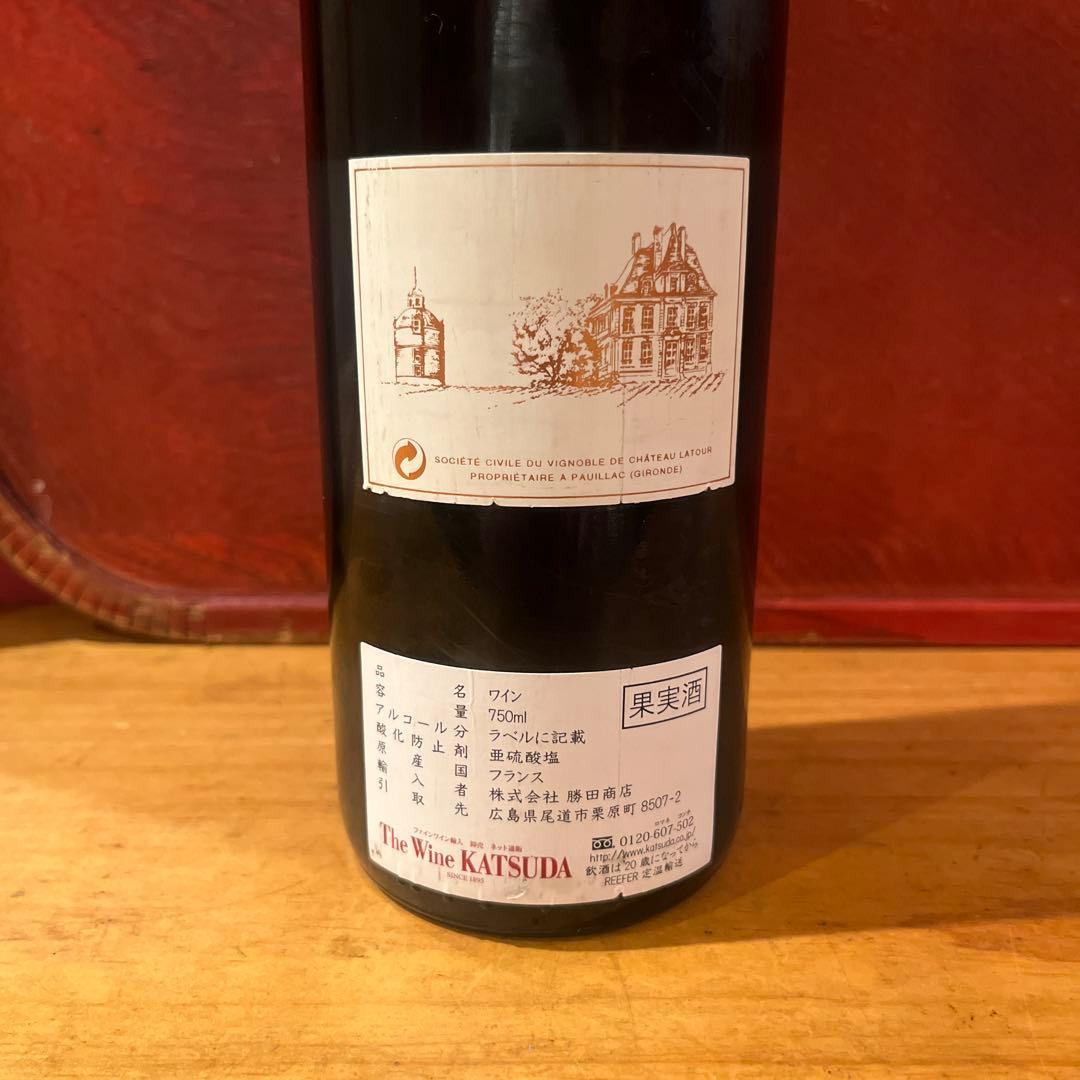 SOCIÉTÉ CIVILE DU VIGNOBLE DE CHÂTEAU LATOUR
PROPRIÉTAIRE A PAUILLAC (GIRONDE)
果実酒
品名 ワイン
容量 750ml
アルコール分 ラベルに記載
酸化防止剤 亜硫酸塩
原産国 フランス
輸入者 株式会社 勝田商店
引取先 広島県尾道市栗原町 8507-2
ファインワイン輸入 卸売 ネット通販
The Wine KATSUDA
SINCE 1895
ロマネ コンチ
0120-607-502
http://www.katsuda.co.jp/
飲酒は20歳になってから
REEFER 定温輸送